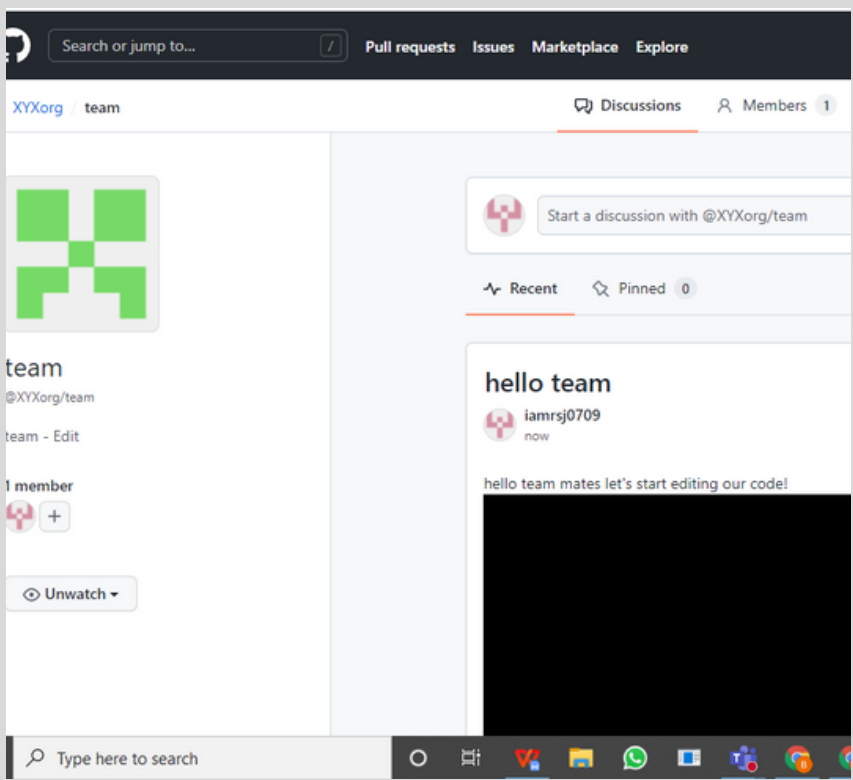 Search or jump to... /
Pull requests Issues Marketplace Explore
XYXorg / team
Discussions Members 1
Start a discussion with @XYXorg/team
Recent Pinned 0
team
@XYXorg/team
team - Edit
1 member
+
Unwatch
hello team
iamrsj0709
now
hello team mates let's start editing our code!
Type here to search